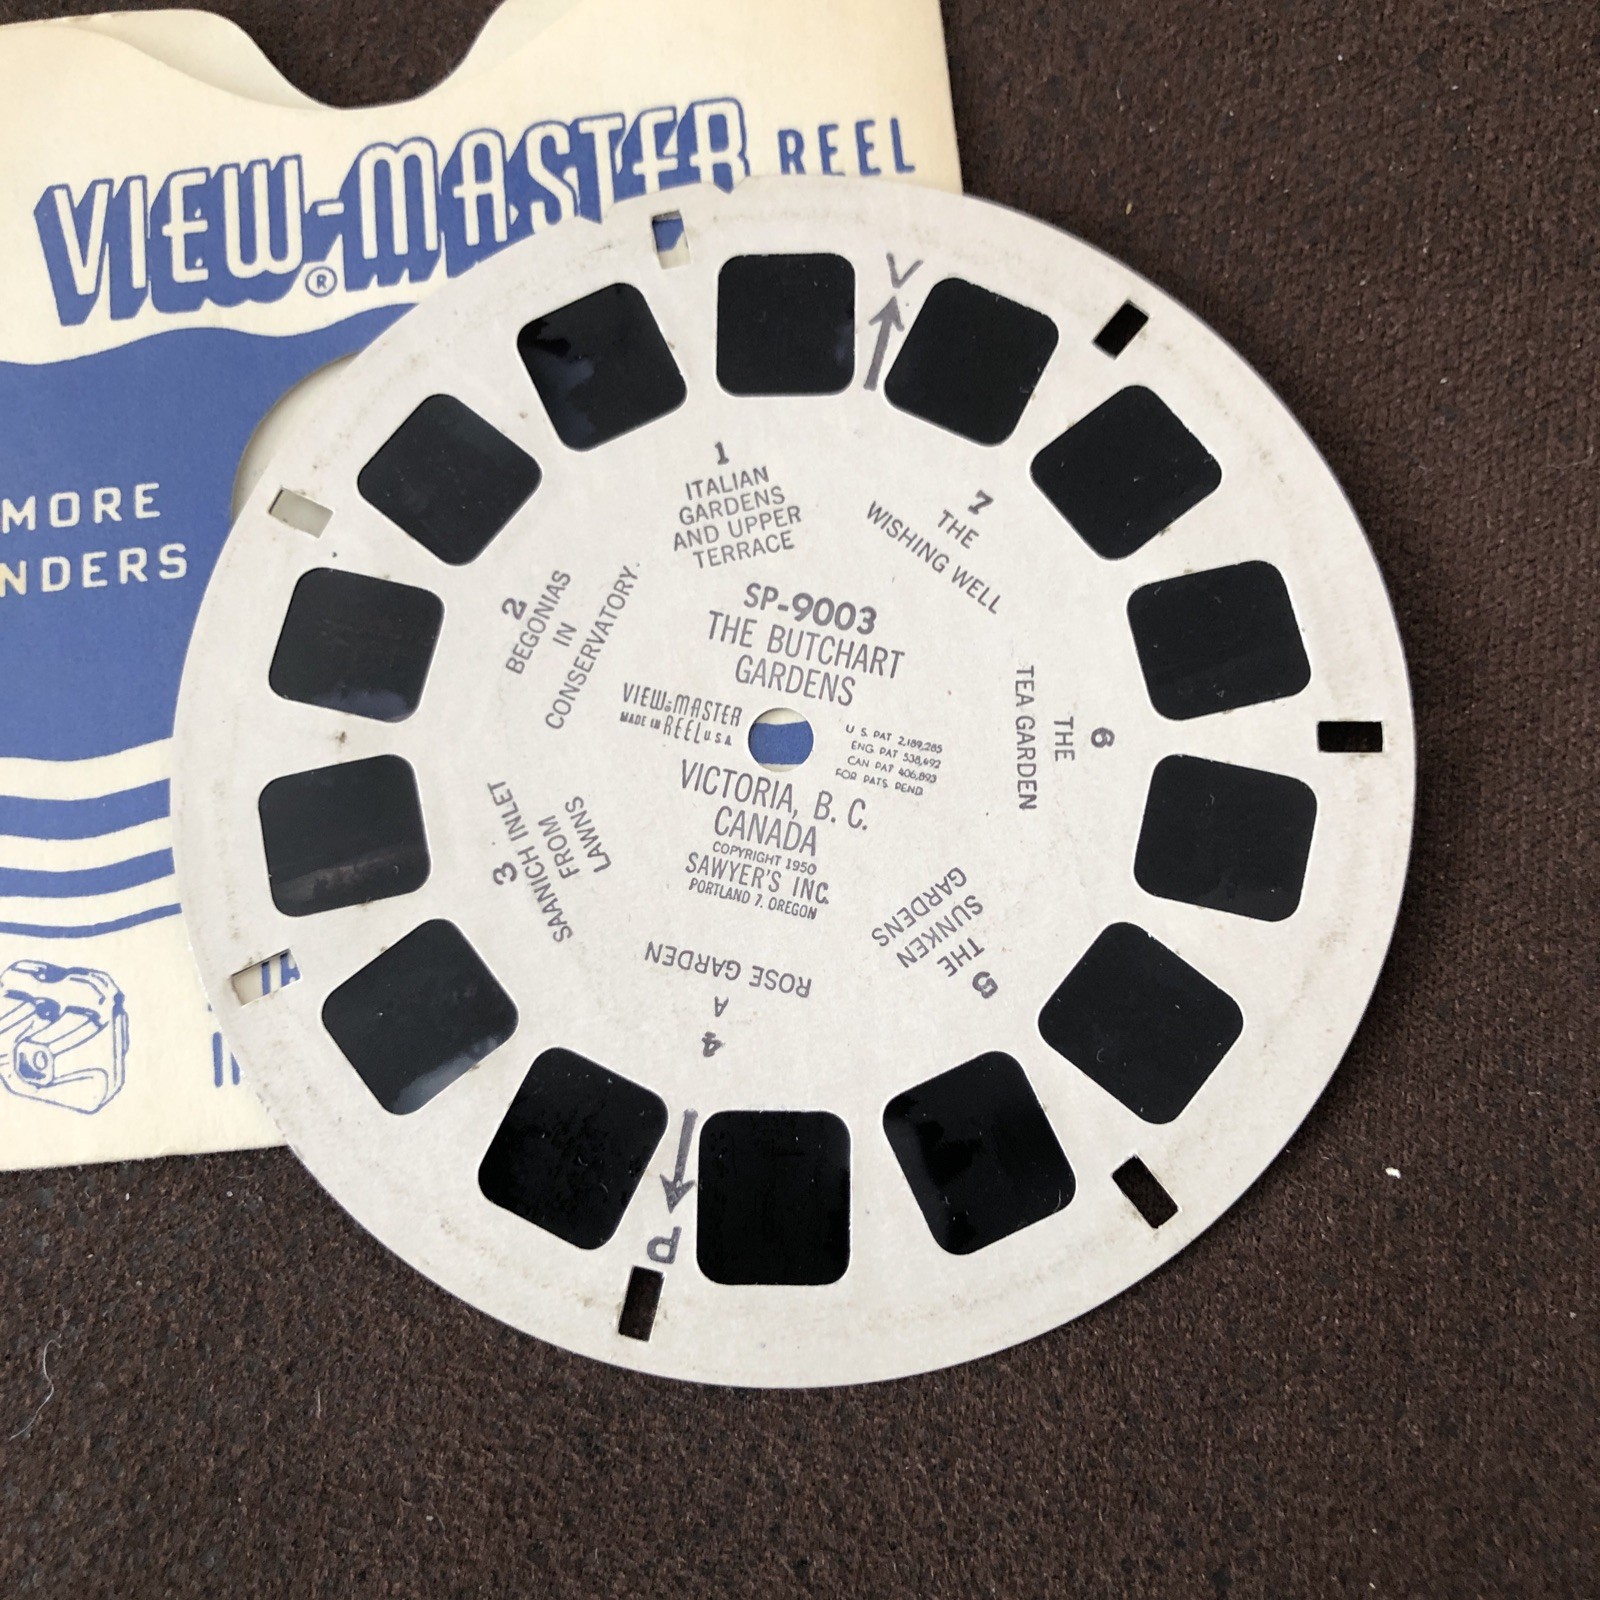 VIEW-MASTER REEL
®
MORE
NDERS
V
1
ITALIAN
GARDENS
AND UPPER
TERRACE
2
BEGONIAS
IN
CONSERVATORY.
3
SAANICH INLET
FROM
LAWNS
4
A
ROSE GARDEN
5
THE
SUNKEN
GARDENS
6
THE
TEA GARDEN
7
THE
WISHING WELL
SP-9003
THE BUTCHART
GARDENS
VIEW-MASTER
MADE IN REEL U.S.A.
U S. PAT 2,189,285
ENG. PAT 538,492
CAN PAT 406,893
FOR PATS. PEND
VICTORIA, B. C.
CANADA
COPYRIGHT 1950
SAWYER'S INC.
PORTLAND 7, OREGON